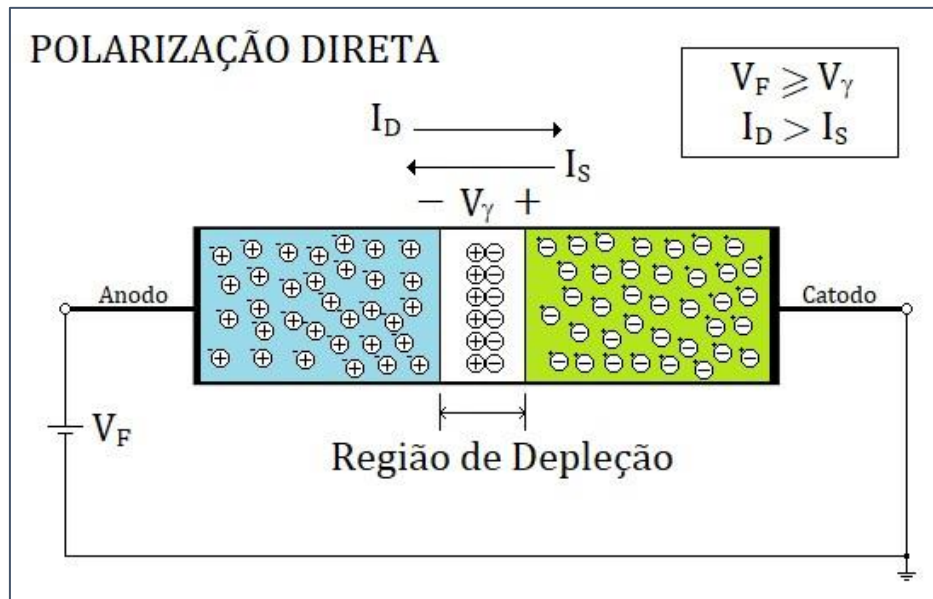 POLARIZAÇÃO DIRETA
V_F ⩾ V_γ
I_D > I_S
I_D
I_S
− V_γ +
Anodo
Catodo
V_F
Região de Depleção